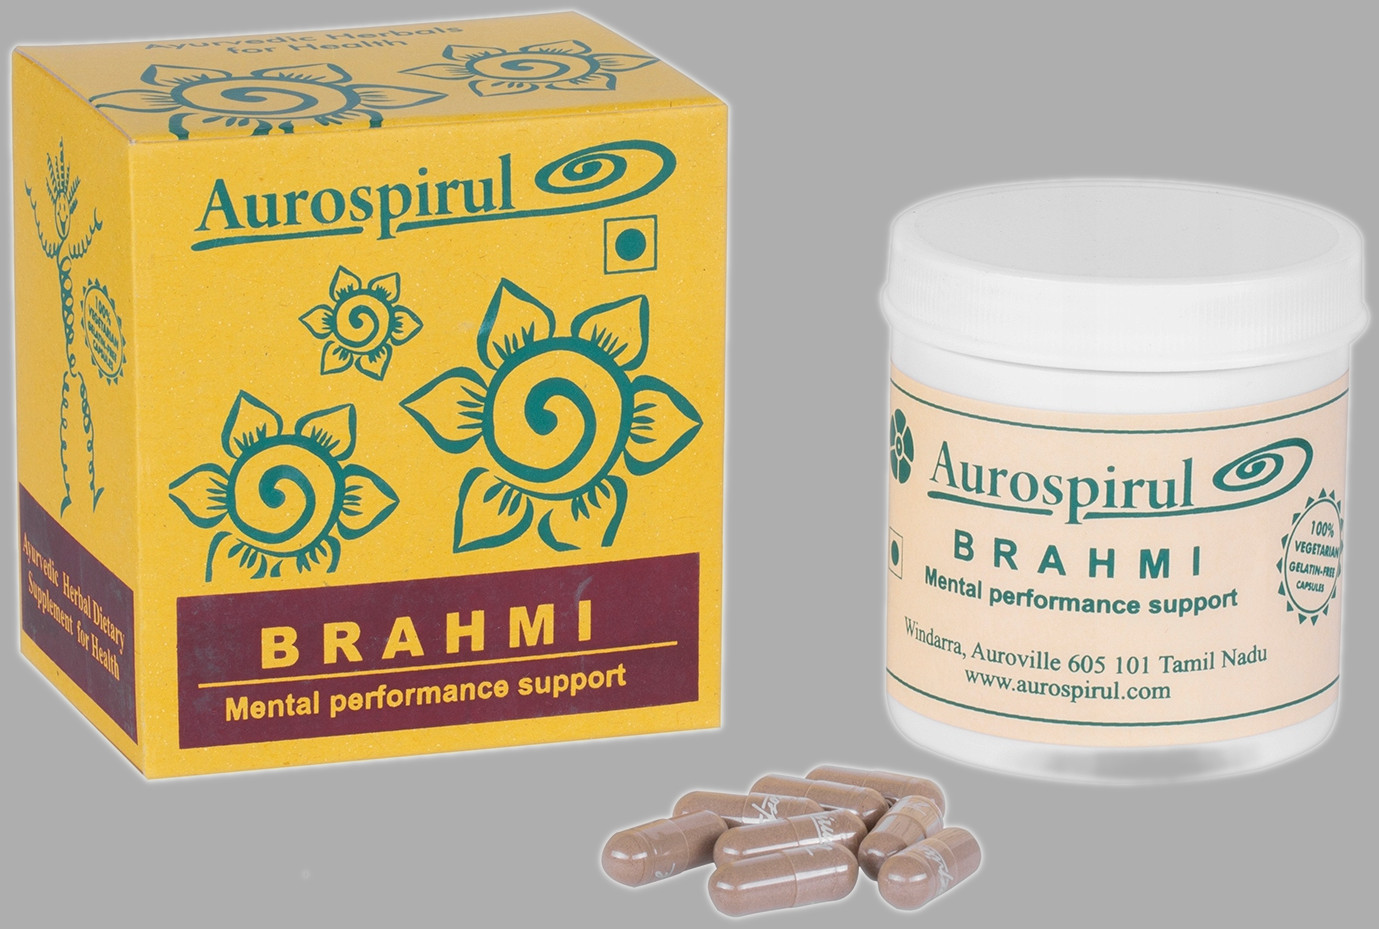 Ayurvedic Herbals
for Health
Aurospirul
100%
VEGETARIAN
GELATIN-FREE
CAPSULES
Ayurvedic Herbal Dietary
Supplement for Health
BRAHMI
Mental performance support
Aurospirul
BRAHMI
Mental performance support
100%
VEGETARIAN
GELATIN-FREE
CAPSULES
Windarra, Auroville 605 101 Tamil Nadu
www.aurospirul.com